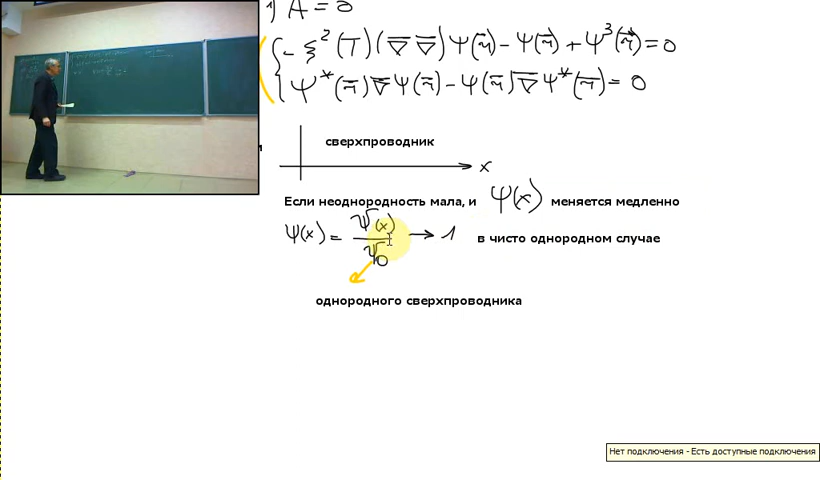 1) A = 0
- ξ²(T)(∇̄ ∇̄)Ψ(r̄) - Ψ(r̄) + Ψ³(r̄) = 0
Ψ*(r̄)∇̄Ψ(r̄) - Ψ(r̄)∇̄Ψ*(r̄) = 0
и
сверхпроводник
x
Если неоднородность мала, и Ψ(x) меняется медленно
Ψ(x) = Ψ(x) / Ψ₀ → 1 в чисто однородном случае
однородного сверхпроводника
Нет подключения - Есть доступные подключения